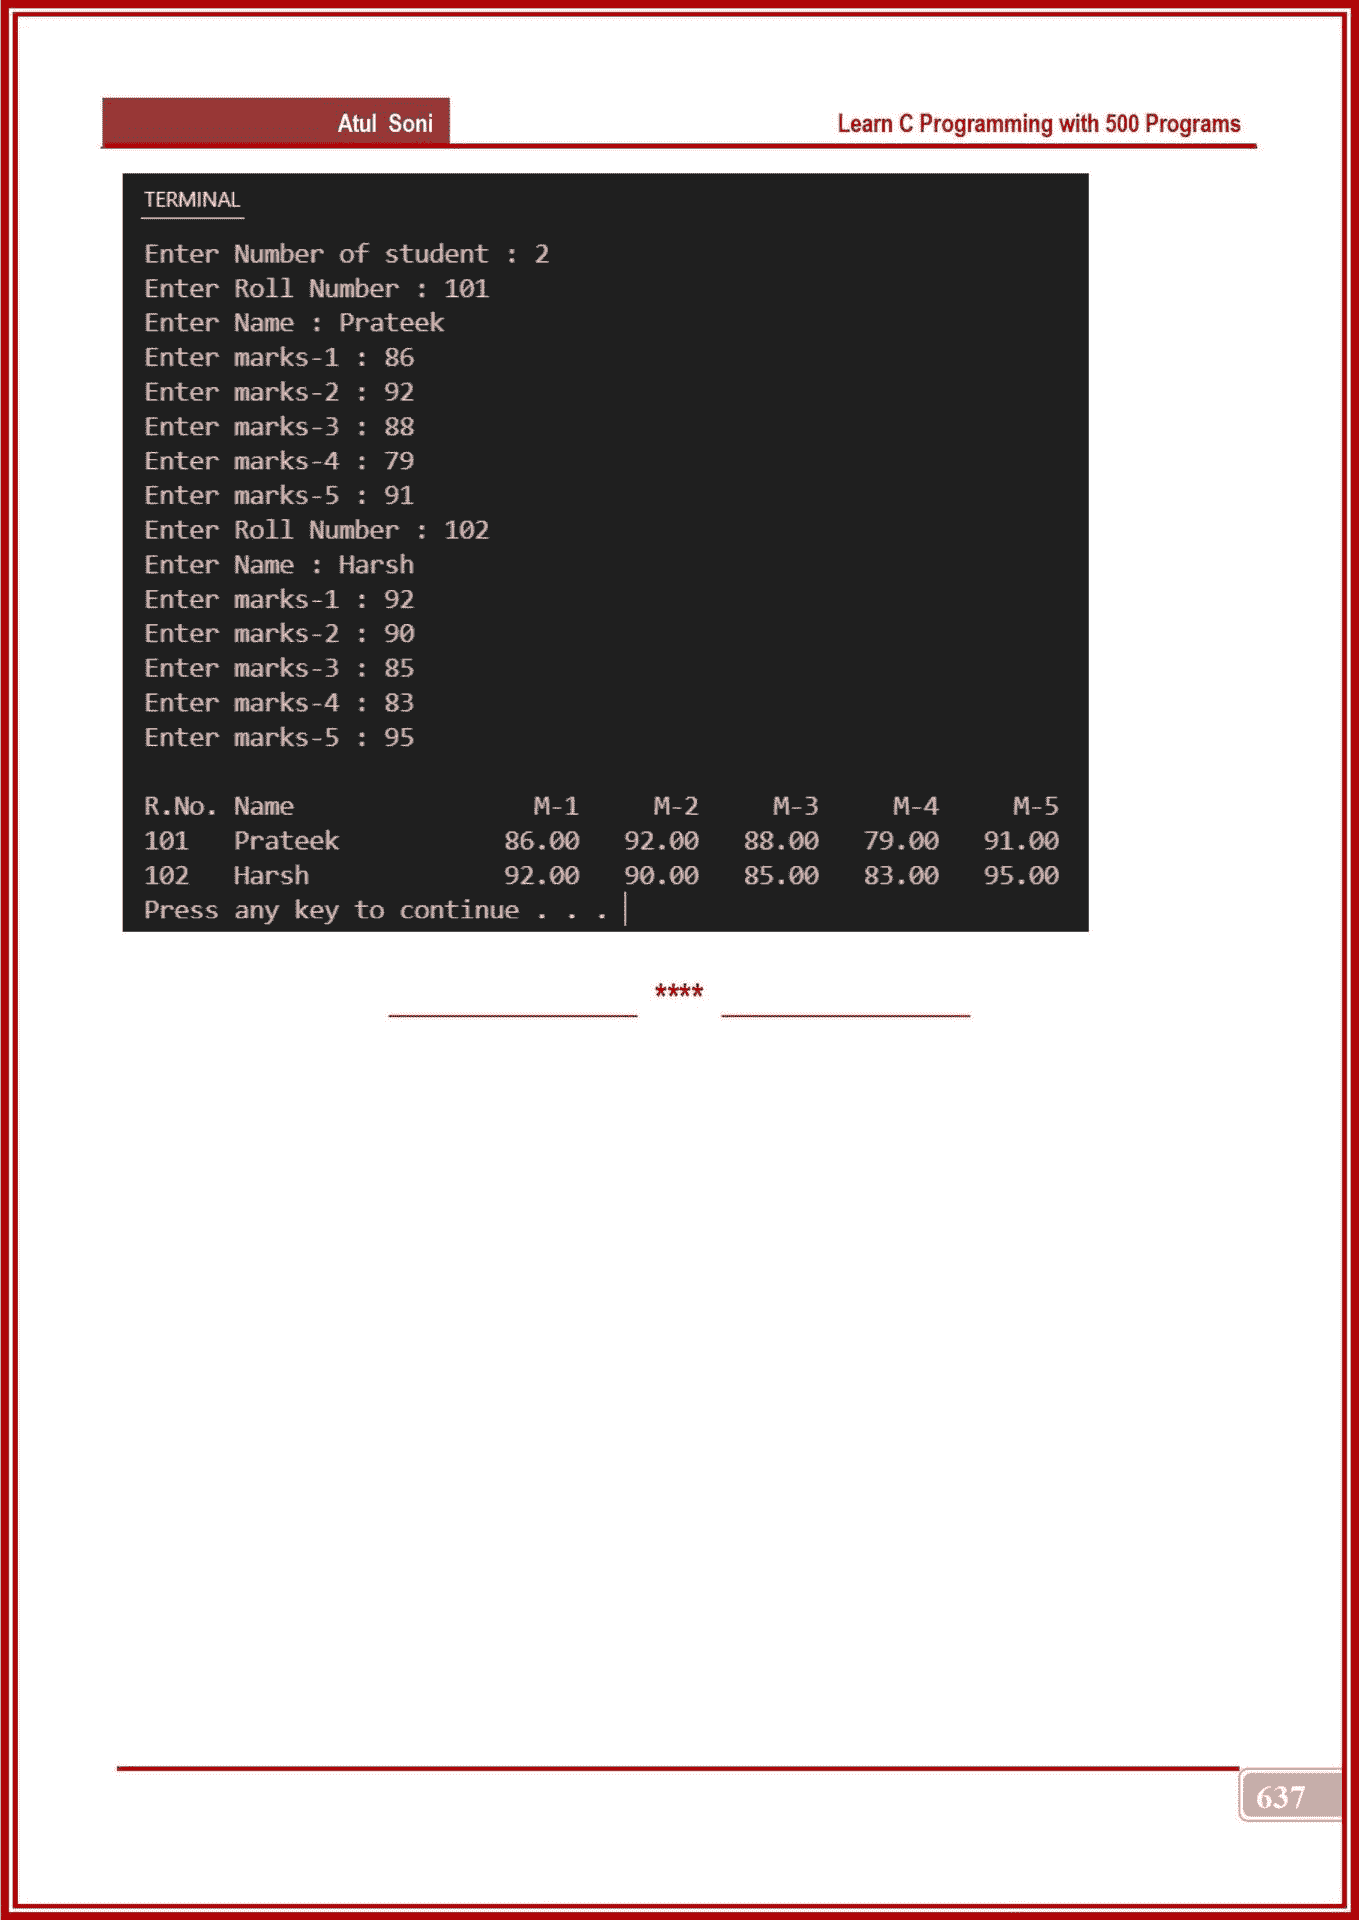 Atul Soni
Learn C Programming with 500 Programs
TERMINAL
Enter Number of student : 2
Enter Roll Number : 101
Enter Name : Prateek
Enter marks-1 : 86
Enter marks-2 : 92
Enter marks-3 : 88
Enter marks-4 : 79
Enter marks-5 : 91
Enter Roll Number : 102
Enter Name : Harsh
Enter marks-1 : 92
Enter marks-2 : 90
Enter marks-3 : 85
Enter marks-4 : 83
Enter marks-5 : 95
R.No. Name M-1 M-2 M-3 M-4 M-5
101 Prateek 86.00 92.00 88.00 79.00 91.00
102 Harsh 92.00 90.00 85.00 83.00 95.00
Press any key to continue . . .
****
637